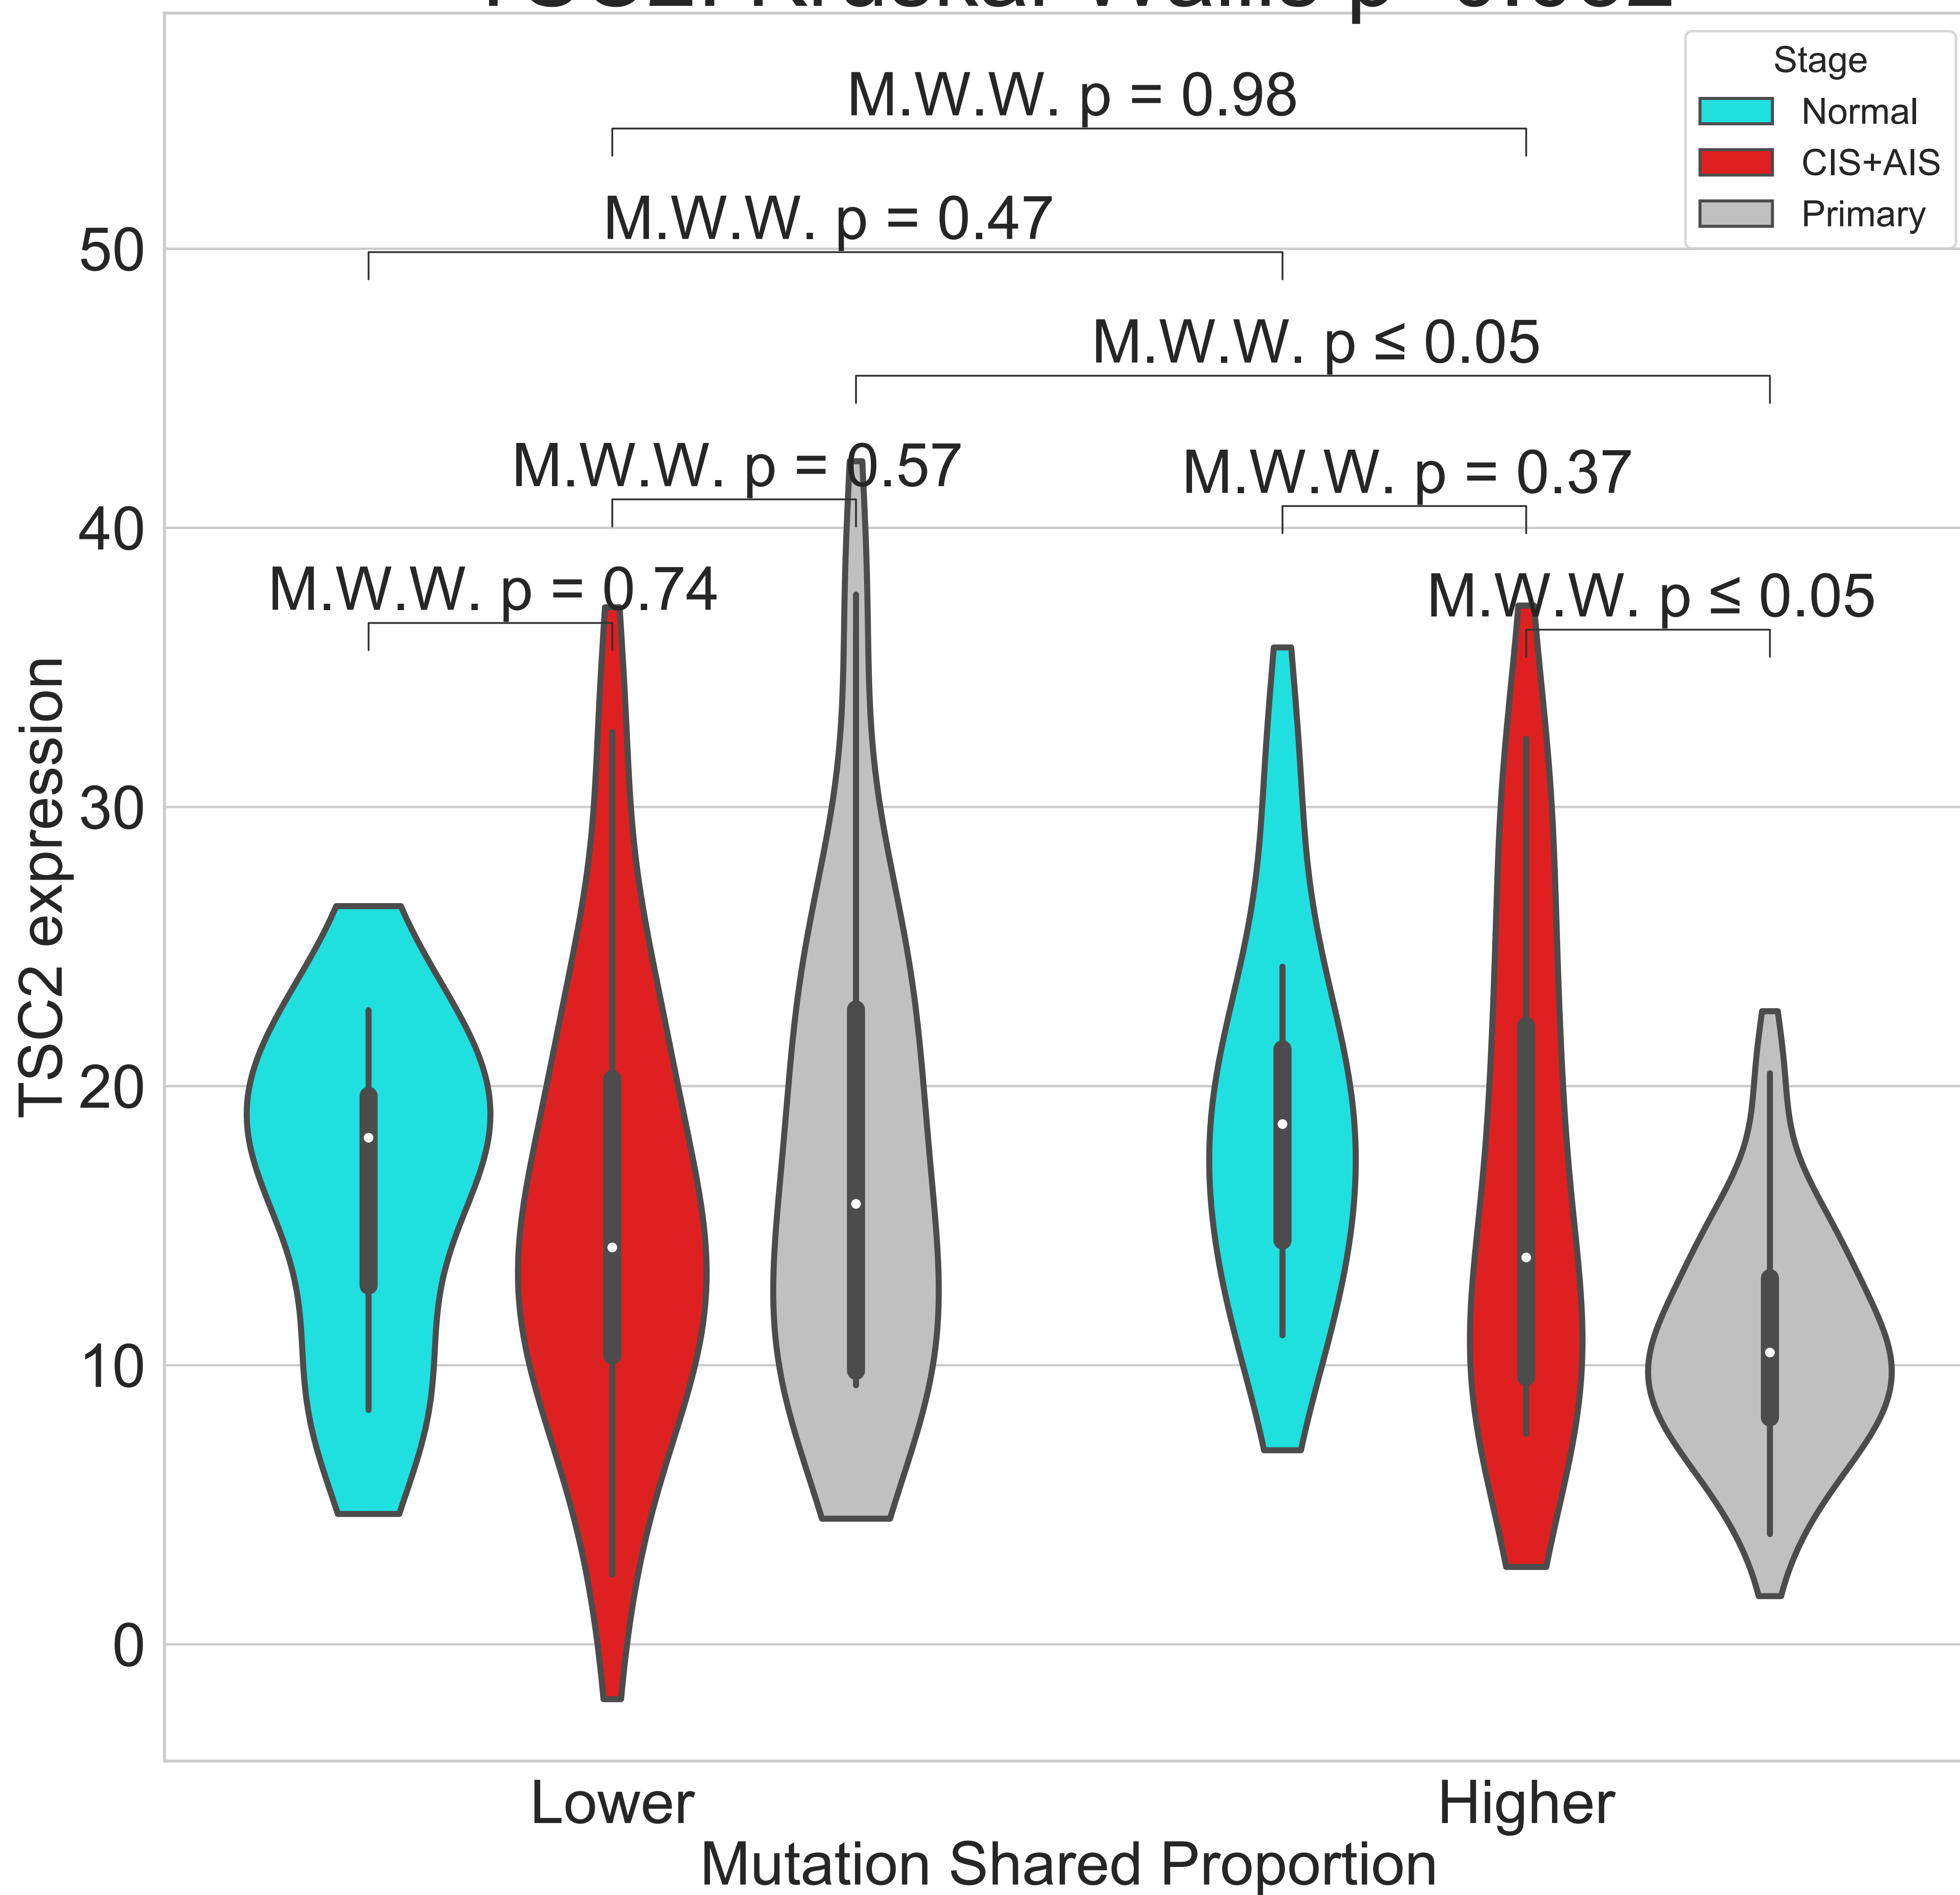 Stage
Normal
CIS+AIS
Primary
M.W.W. p = 0.98
M.W.W. p = 0.47
M.W.W. p ≤ 0.05
M.W.W. p = 0.57
M.W.W. p = 0.37
M.W.W. p = 0.74
M.W.W. p ≤ 0.05
50
40
30
20
10
0
TSC2 expression
Lower
Higher
Mutation Shared Proportion